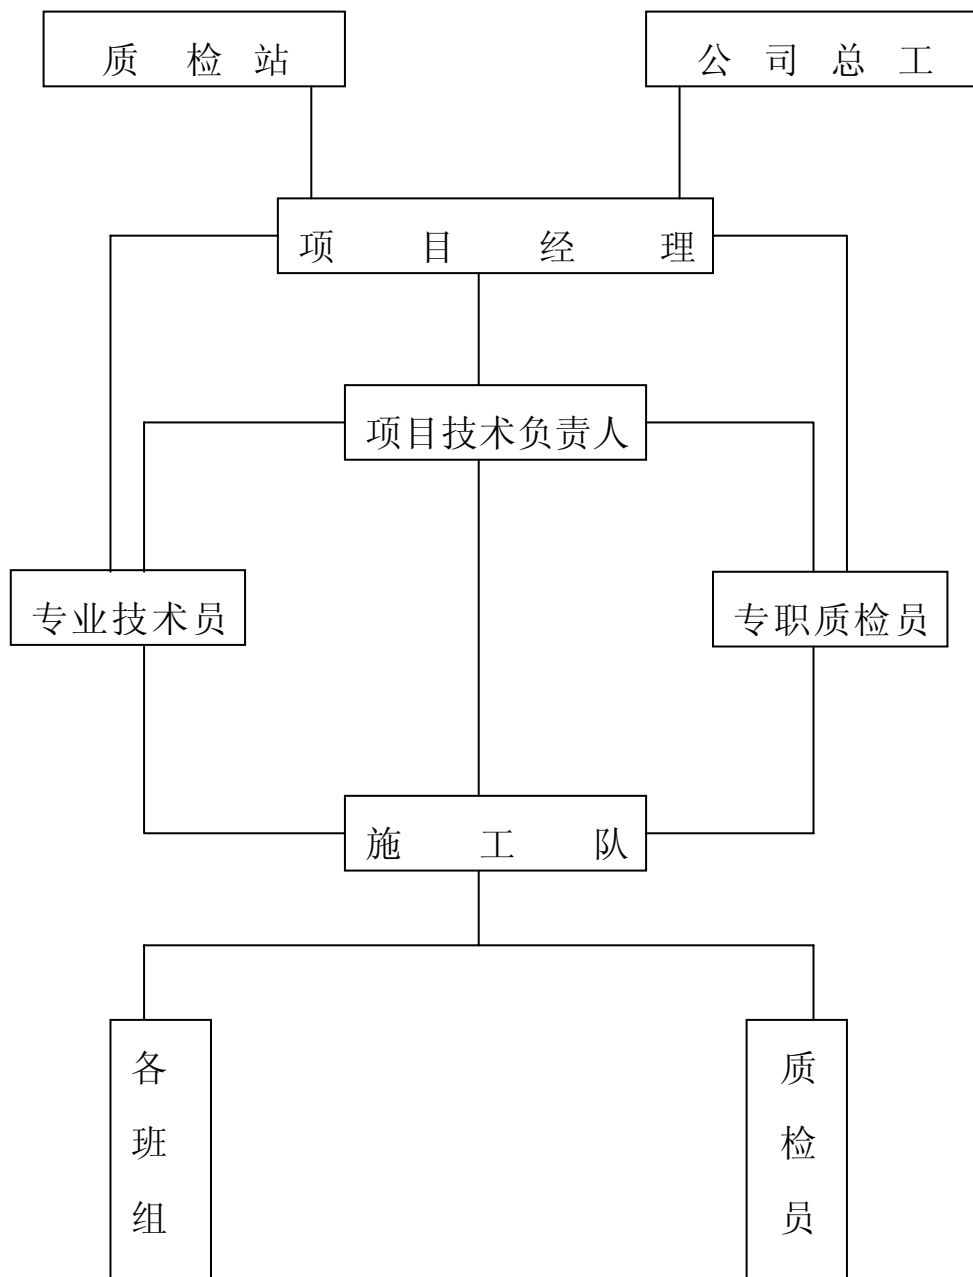 质检站
公司总工
项目经理
项目技术负责人
专业技术员
专职质检员
施工队
各班组
质检员